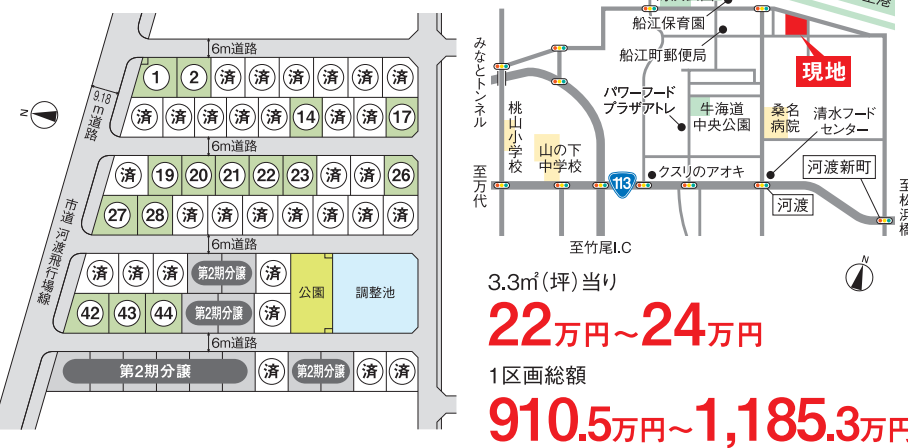 6m道路
1 2 済 済 済 済 済 済
済 済 済 済 14 済 済 17
9.18m道路
6m道路
済 19 20 21 22 23 済 済 26
27 28 済 済 済 済 済 済 済
N
市道 河渡飛行場線
6m道路
済 済 済 第2期分譲 済
42 43 44 第2期分譲 済
公園
調整池
6m道路
第2期分譲 済 第2期分譲 済 済
船江保育園
船江町郵便局
みなとトンネル
現地
パワーフード
プラザアトレ
牛海道
中央公園
桑名
病院
清水フード
センター
桃山小学校
山の下
中学校
クスリのアオキ
河渡新町
至万代
113
河渡
至松浜橋
至竹尾I.C
N
3.3㎡(坪)当り
22万円～24万円
1区画総額
910.5万円～1,185.3万円